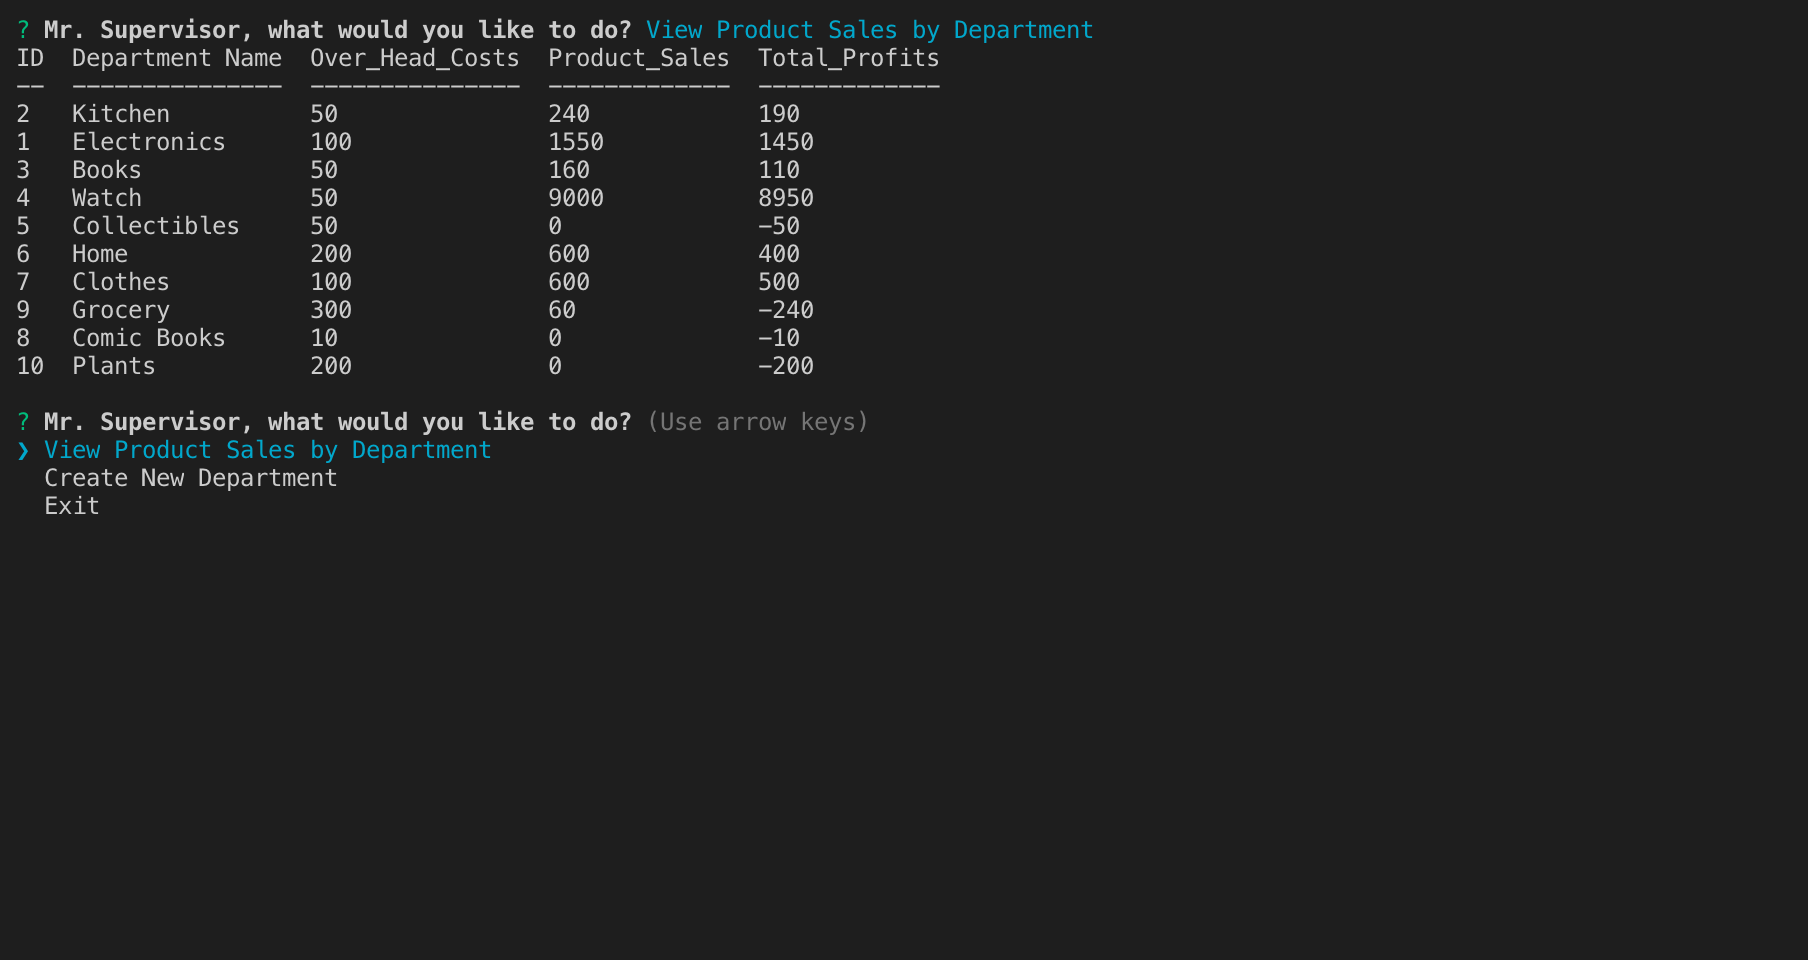 ? Mr. Supervisor, what would you like to do? View Product Sales by Department
ID  Department Name  Over_Head_Costs  Product_Sales  Total_Profits
--  ---------------  ---------------  -------------  -------------
2   Kitchen          50               240            190
1   Electronics      100              1550           1450
3   Books            50               160            110
4   Watch            50               9000           8950
5   Collectibles     50               0              -50
6   Home             200              600            400
7   Clothes          100              600            500
9   Grocery          300              60             -240
8   Comic Books      10               0              -10
10  Plants           200              0              -200
? Mr. Supervisor, what would you like to do? (Use arrow keys)
❯ View Product Sales by Department
  Create New Department
  Exit